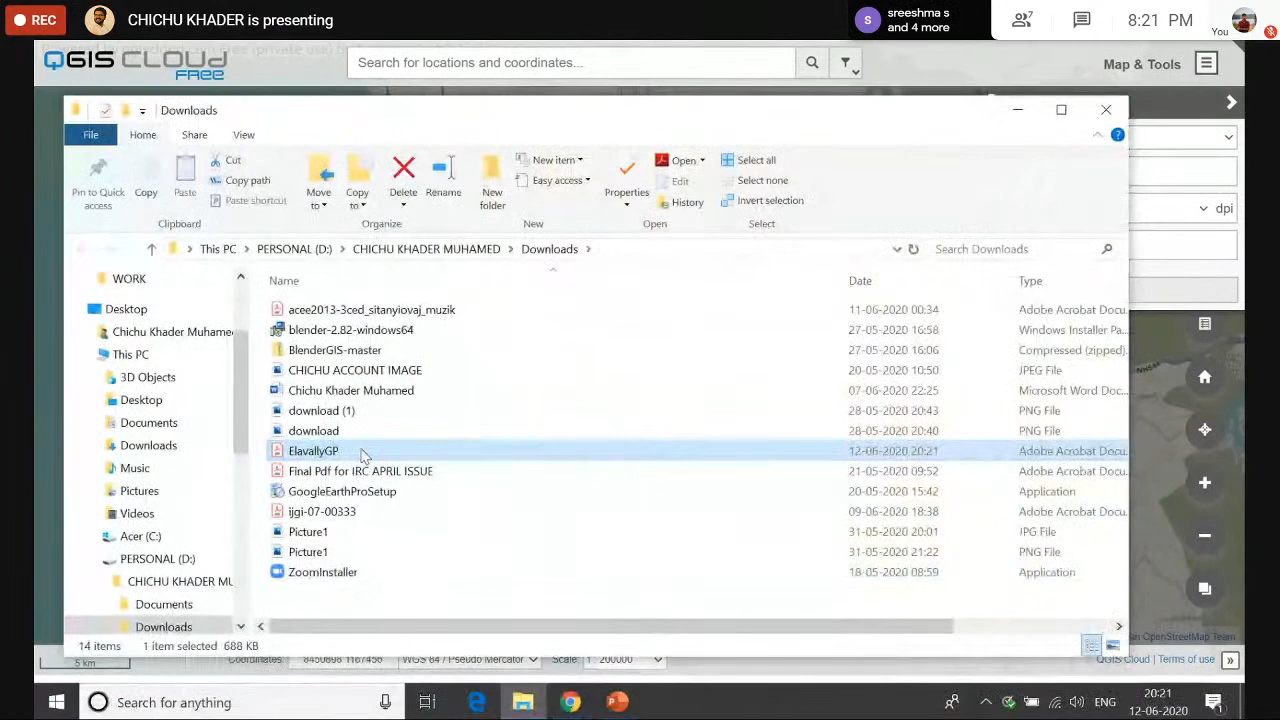 REC
CHICHU KHADER is presenting
s
sreeshma s
and 4 more
7
8:21 PM
You
QGIS CLOUD
FREE
Search for locations and coordinates...
Map & Tools
Downloads
File
Home
Share
View
Pin to Quick access
Copy
Paste
Cut
Copy path
Paste shortcut
Move to
Copy to
Delete
Rename
New folder
New item
Easy access
Properties
Open
Edit
History
Select all
Select none
Invert selection
Clipboard
Organize
New
Open
Select
dpi
This PC > PERSONAL (D:) > CHICHU KHADER MUHAMED > Downloads >
Search Downloads
Name
Date
Type
acee2013-3ced_sitanyiovaj_muzik
11-06-2020 00:34
Adobe Acrobat Docu...
blender-2.82-windows64
27-05-2020 16:58
Windows Installer Pa...
BlenderGIS-master
27-05-2020 16:06
Compressed (zipped)...
CHICHU ACCOUNT IMAGE
20-05-2020 10:50
JPEG File
Chichu Khader Muhamed
07-06-2020 22:25
Microsoft Word Doc...
download (1)
28-05-2020 20:43
PNG File
download
28-05-2020 20:40
PNG File
ElavallyGP
12-06-2020 20:21
Adobe Acrobat Docu...
Final Pdf for IRC APRIL ISSUE
21-05-2020 09:52
Adobe Acrobat Docu...
GoogleEarthProSetup
20-05-2020 15:42
Application
ijgi-07-00333
09-06-2020 18:38
Adobe Acrobat Docu...
Picture1
31-05-2020 20:01
JPG File
Picture1
31-05-2020 21:22
PNG File
ZoomInstaller
18-05-2020 08:59
Application
WORK
Desktop
Chichu Khader Muhamed
This PC
3D Objects
Desktop
Documents
Downloads
Music
Pictures
Videos
Acer (C:)
PERSONAL (D:)
CHICHU KHADER MU
Documents
Downloads
14 items
1 item selected 688 KB
OpenStreetMap Team
5 km
Coordinates:
8450696 1167456
WGS 84 / Pseudo Mercator
Scale:
1 : 200000
QGIS Cloud | Terms of use
Search for anything
ENG
20:21
12-06-2020